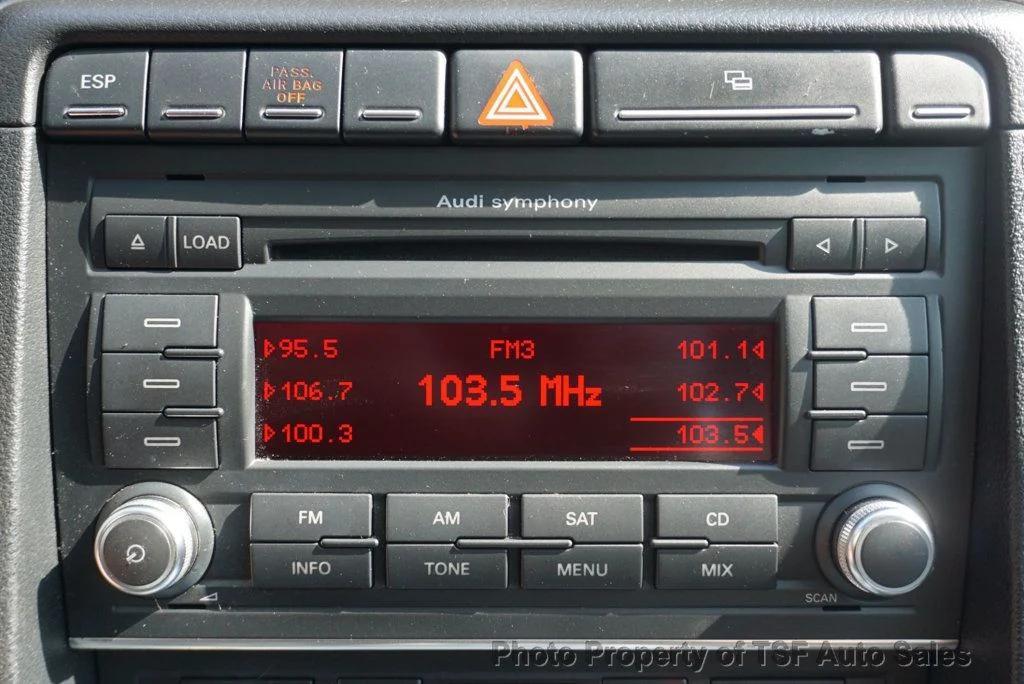 ESP
PASS.
AIR BAG
OFF
Audi symphony
LOAD
95.5 FM3 101.1
106.7 103.5 MHz 102.7
100.3 103.5
FM AM SAT CD
INFO TONE MENU MIX
SCAN
Photo Property of TSF Auto Sales